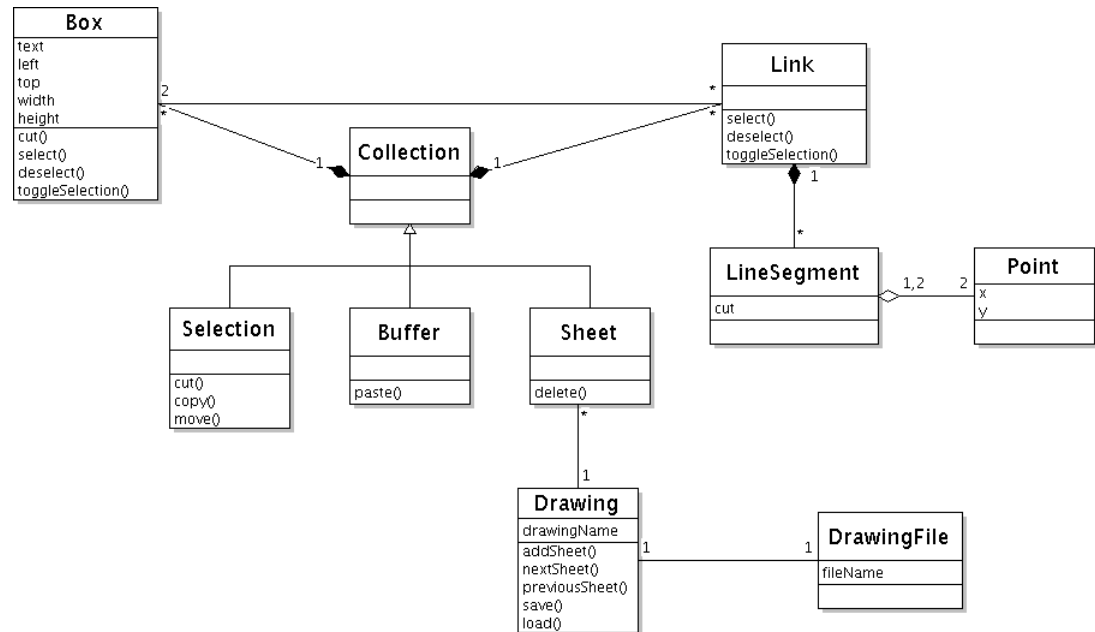 Box
text
left
top
width
height
cut()
select()
deselect()
toggleSelection()
2
*
*
*
Link
select()
deselect()
toggleSelection()
1
Collection
1
1
*
LineSegment
cut
1,2
2
Point
x
y
Selection
cut()
copy()
move()
Buffer
paste()
Sheet
delete()
*
1
Drawing
drawingName
addSheet()
nextSheet()
previousSheet()
save()
load()
1
1
DrawingFile
fileName